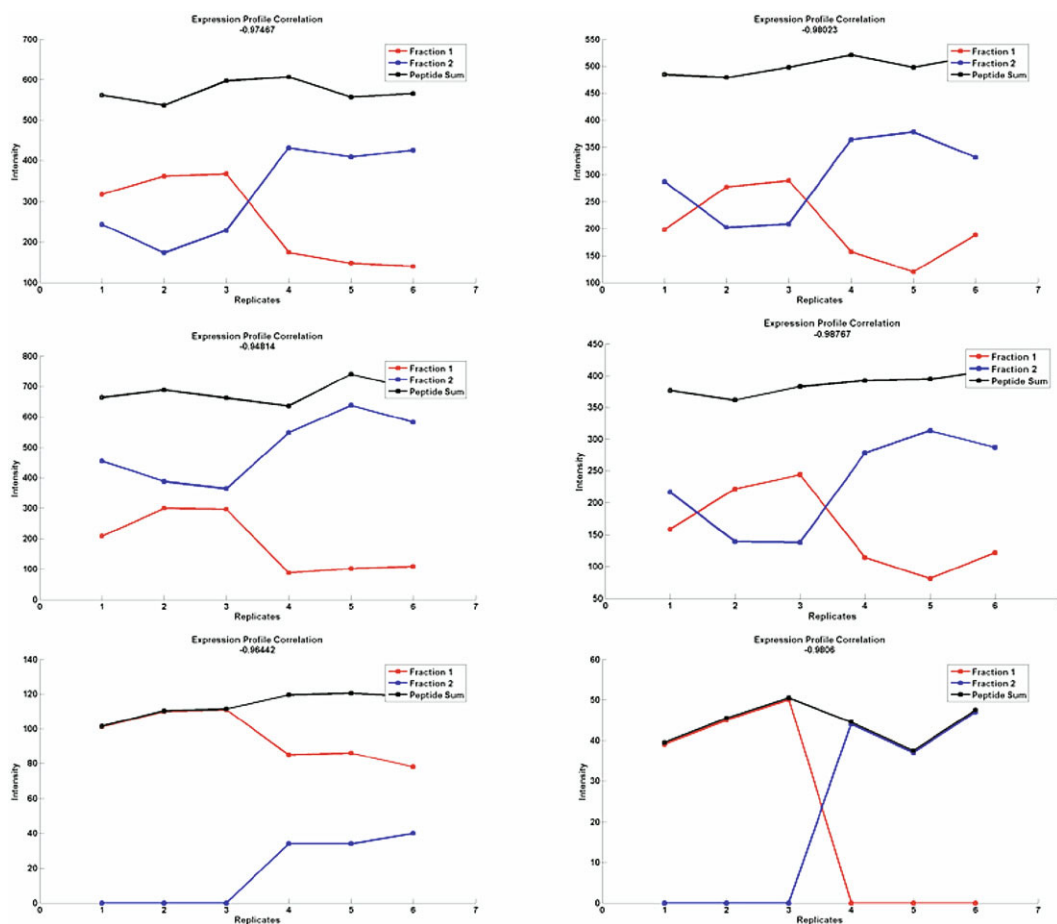 Expression Profile Correlation
-0.97467
700
600
500
400
300
200
100
Intensity
0
1
2
3
4
5
6
7
Replicates
Fraction 1
Fraction 2
Peptide Sum
Expression Profile Correlation
-0.98023
550
500
450
400
350
300
250
200
150
100
Intensity
0
1
2
3
4
5
6
7
Replicates
Fraction 1
Fraction 2
Peptide Sum
Expression Profile Correlation
-0.94814
800
700
600
500
400
300
200
100
0
Intensity
0
1
2
3
4
5
6
7
Replicates
Fraction 1
Fraction 2
Peptide Sum
Expression Profile Correlation
-0.98767
450
400
350
300
250
200
150
100
50
Intensity
0
1
2
3
4
5
6
Replicates
Fraction 1
Fraction 2
Peptide Sum
Expression Profile Correlation
-0.96442
140
120
100
80
60
40
20
0
Intensity
0
1
2
3
4
5
6
7
Replicates
Fraction 1
Fraction 2
Peptide Sum
Expression Profile Correlation
-0.9806
60
50
40
30
20
10
0
Intensity
0
1
2
3
4
5
6
7
Replicates
Fraction 1
Fraction 2
Peptide Sum